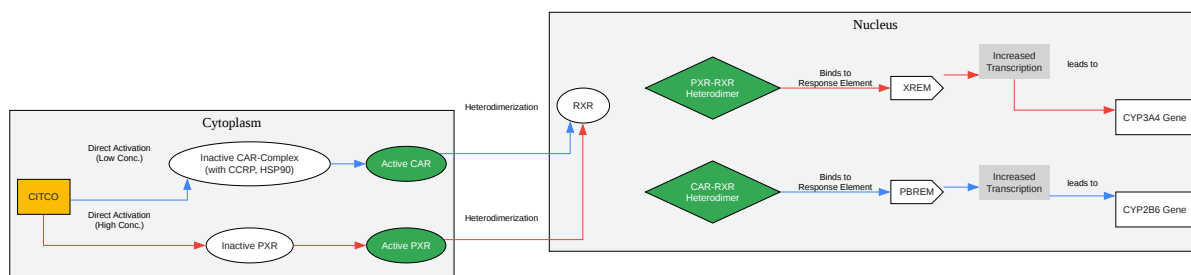 Nucleus
Increased
Transcription
leads to
PXR-RXR
Heterodimer
Binds to
Response Element
XREM
RXR
Heterodimerization
CYP3A4 Gene
Cytoplasm
Direct Activation
(Low Conc.)
Inactive CAR-Complex
(with CCRP, HSP90)
Active CAR
CAR-RXR
Heterodimer
Binds to
Response Element
PBREM
Increased
Transcription
leads to
CYP2B6 Gene
CITCO
Direct Activation
(High Conc.)
Inactive PXR
Active PXR
Heterodimerization